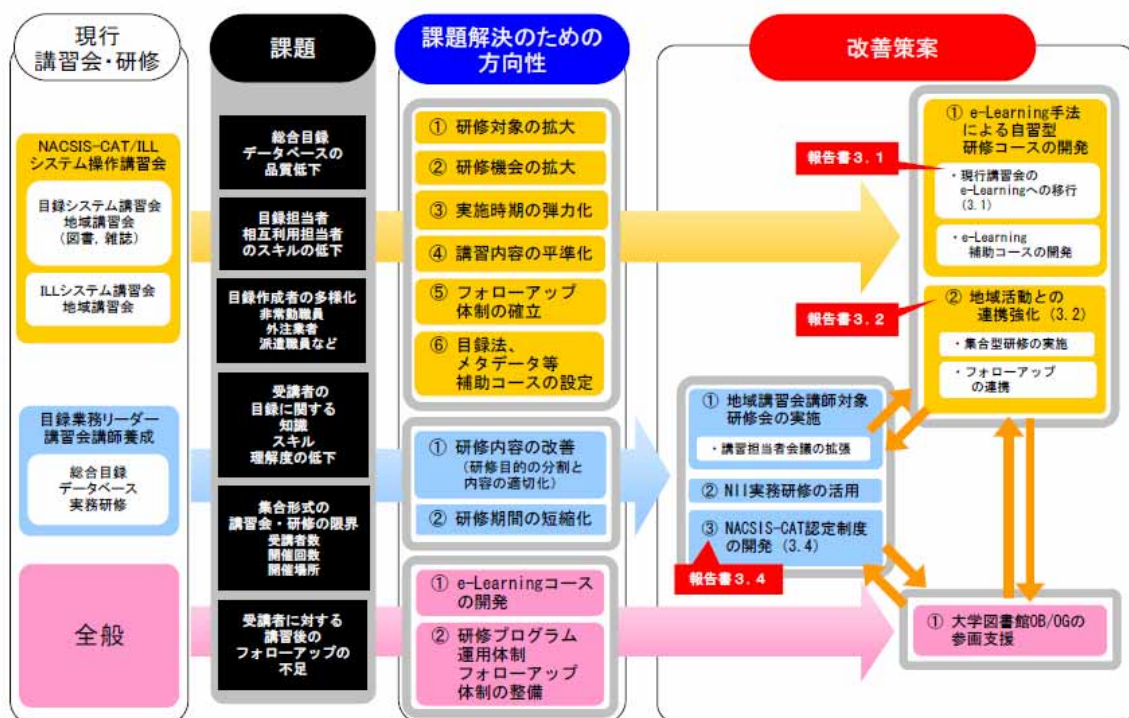 現行
講習会・研修
NACSIS-CAT/ILL
システム操作講習会
目録システム講習会
地域講習会
(図書, 雑誌)
ILLシステム講習会
地域講習会
目録業務リーダー
講習会講師養成
総合目録
データベース
実務研修
全般
課題
総合目録
データベースの
品質低下
目録担当者
相互利用担当者
のスキルの低下
目録作成者の多様化
非常勤職員
外注業者
派遣職員など
受講者の
目録に関する
知識
スキル
理解度の低下
集合形式の
講習会・研修の限界
受講者数
開催回数
開催場所
受講者に対する
講習後の
フォローアップの
不足
課題解決のための
方向性
① 研修対象の拡大
② 研修機会の拡大
③ 実施時期の弾力化
④ 講習内容の平準化
⑤ フォローアップ
体制の確立
⑥ 目録法、
メタデータ等
補助コースの設定
① 研修内容の改善
(研修目的の分割と
内容の適切化)
② 研修期間の短縮化
① e-Learningコース
の開発
② 研修プログラム
運用体制
フォローアップ
体制の整備
改善策案
① e-Learning手法
による自習型
研修コースの開発
報告書3.1
・現行講習会の
e-Learningへの移行
(3.1)
・e-Learning
補助コースの開発
② 地域活動との
連携強化 (3.2)
報告書3.2
・集合型研修の実施
・フォローアップ
の連携
① 地域講習会講師対象
研修会の実施
・講習担当者会議の拡張
② NII実務研修の活用
③ NACSIS-CAT認定制度
の開発 (3.4)
報告書3.4
① 大学図書館OB/OGの
参画支援